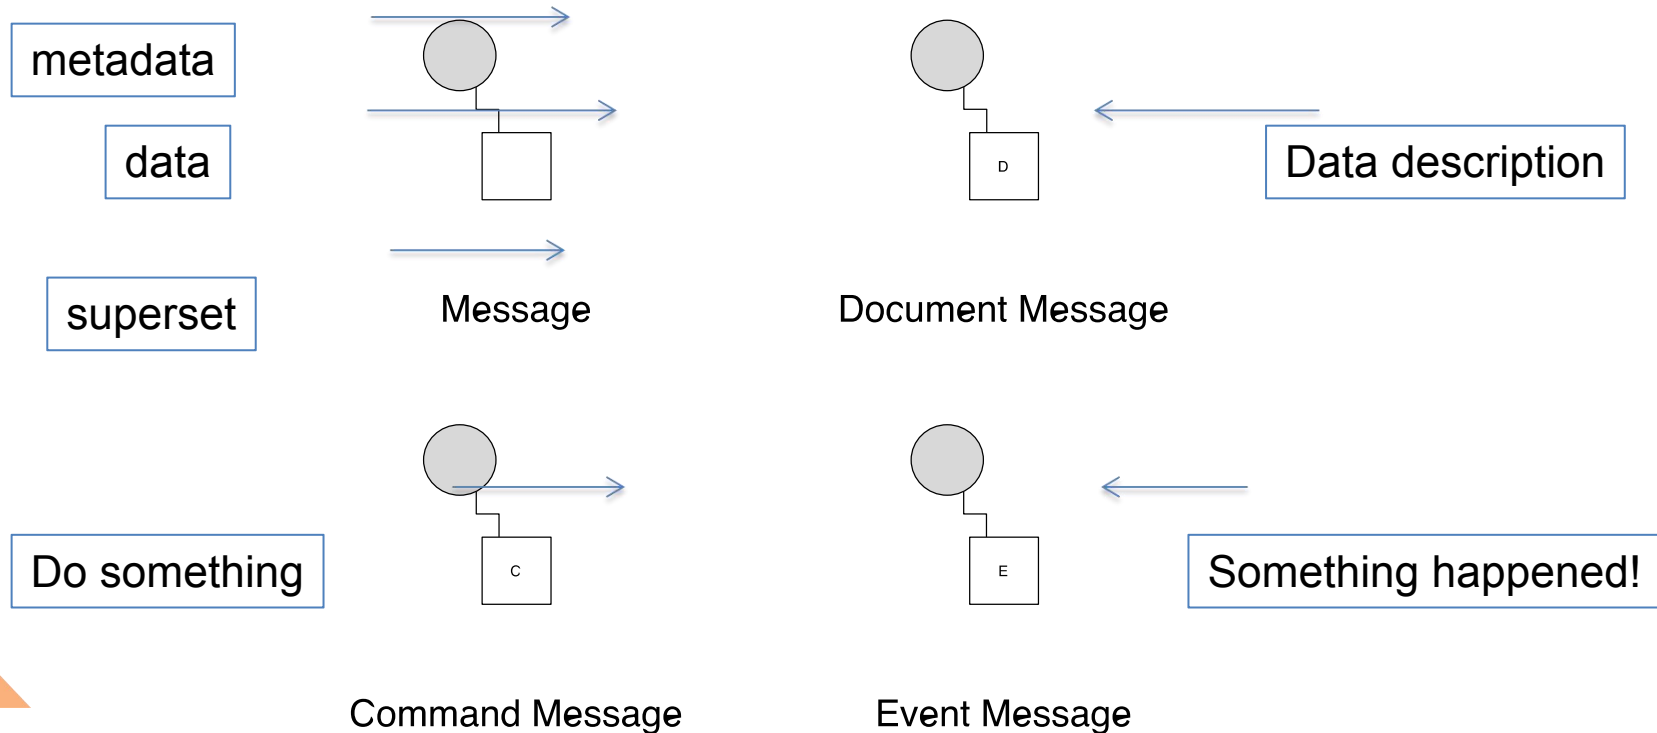 metadata
data
D
Data description
superset
Message
Document Message
Do something
C
E
Something happened!
Command Message
Event Message